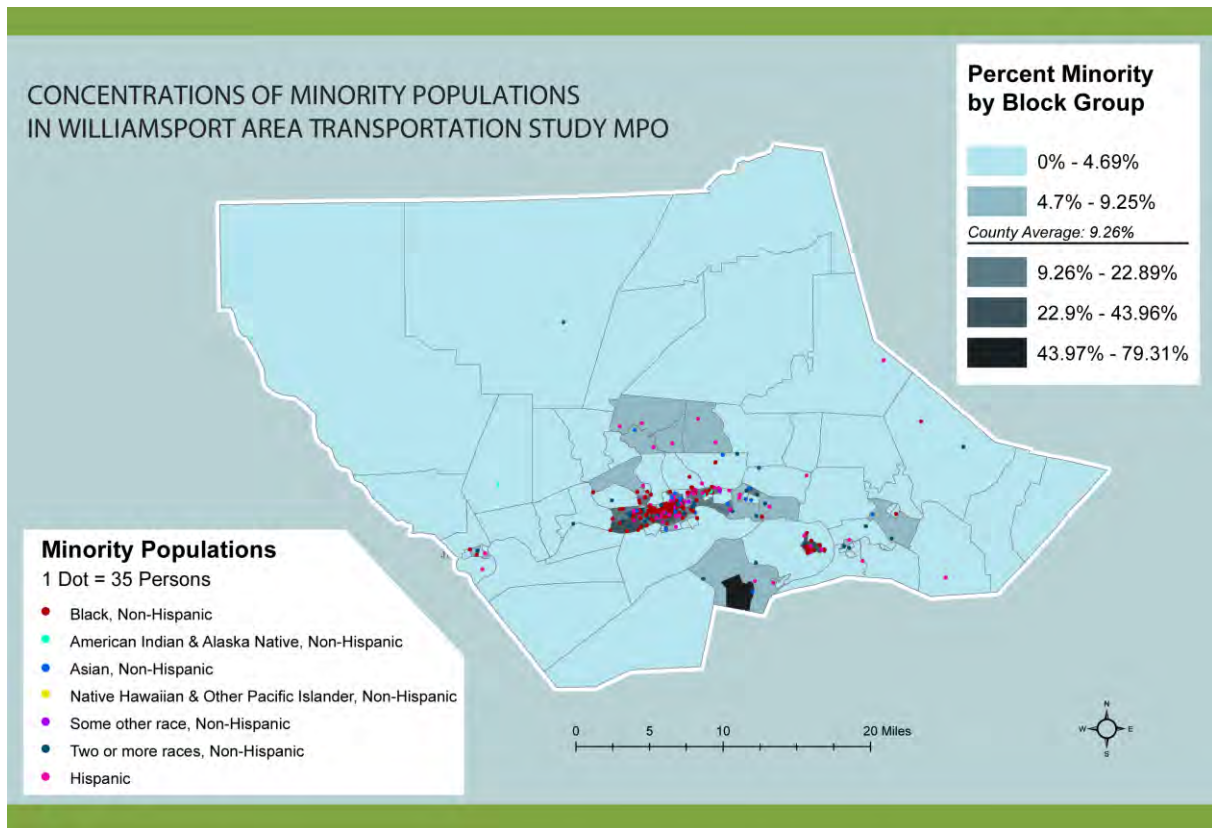 CONCENTRATIONS OF MINORITY POPULATIONS
IN WILLIAMSPORT AREA TRANSPORTATION STUDY MPO
Percent Minority
by Block Group
0% - 4.69%
4.7% - 9.25%
County Average: 9.26%
9.26% - 22.89%
22.9% - 43.96%
43.97% - 79.31%
Minority Populations
1 Dot = 35 Persons
Black, Non-Hispanic
American Indian & Alaska Native, Non-Hispanic
Asian, Non-Hispanic
Native Hawaiian & Other Pacific Islander, Non-Hispanic
Some other race, Non-Hispanic
Two or more races, Non-Hispanic
Hispanic
0 5 10 20 Miles
N
W E
S